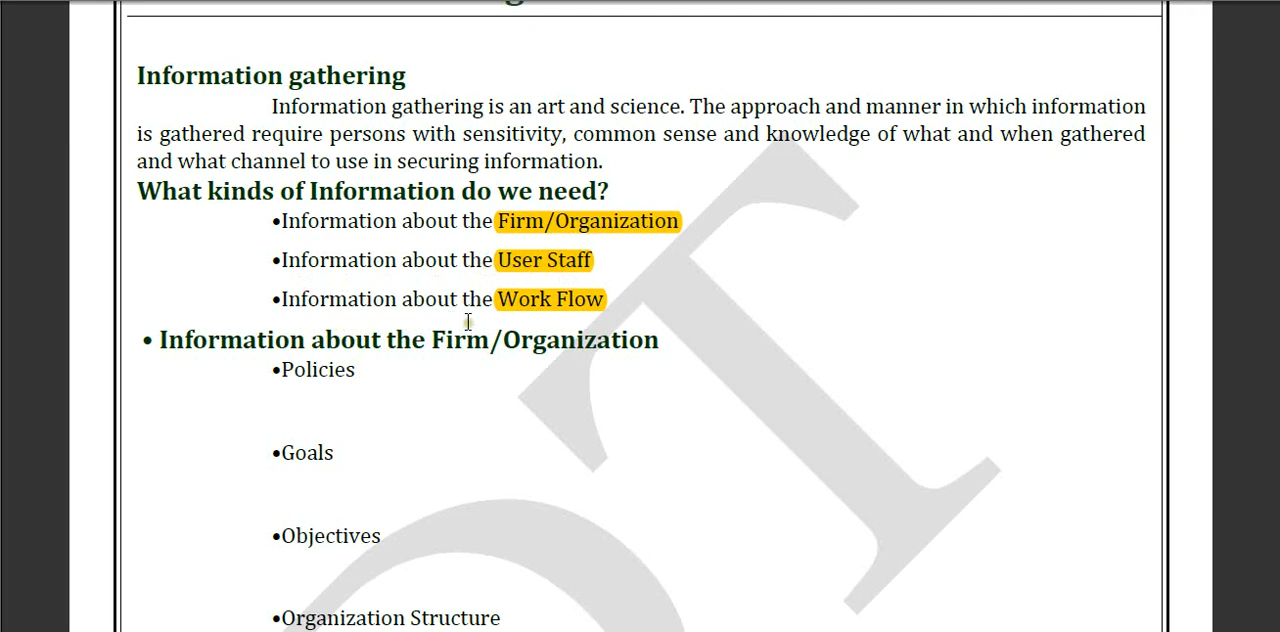 Information gathering
Information gathering is an art and science. The approach and manner in which information
is gathered require persons with sensitivity, common sense and knowledge of what and when gathered
and what channel to use in securing information.
What kinds of Information do we need?
•Information about the Firm/Organization
•Information about the User Staff
•Information about the Work Flow
• Information about the Firm/Organization
•Policies
•Goals
•Objectives
•Organization Structure